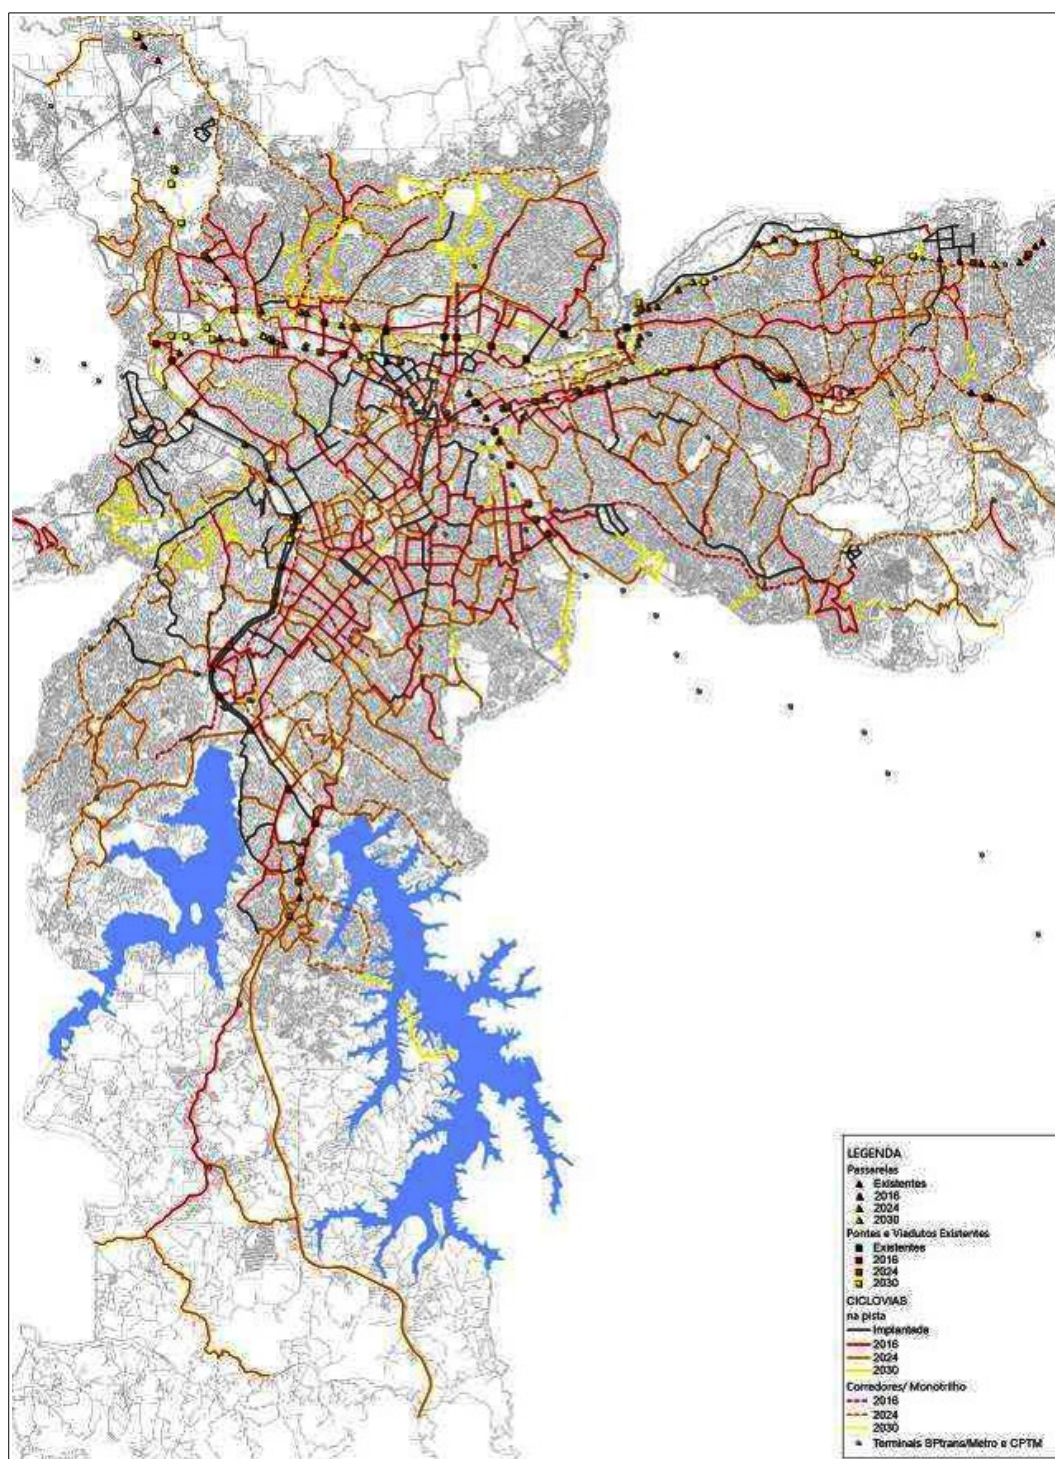 LEGENDA
Passarelas
Existentes
2016
2024
2030
Pontes e Viadutos Existentes
Existentes
2016
2024
2030
CICLOVIAS
na pista
Implantada
2016
2024
2030
Corredores/ Monotrilho
2016
2024
2030
Terminais SPtrans/Metro e CPTM